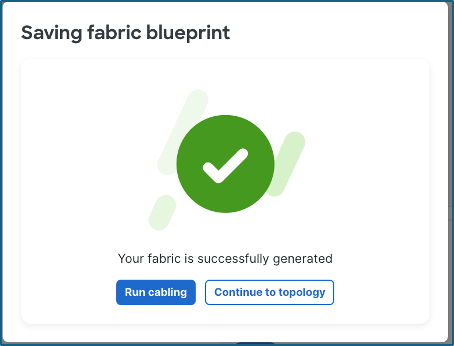 Saving fabric blueprint
Your fabric is successfully generated
Run cabling
Continue to topology